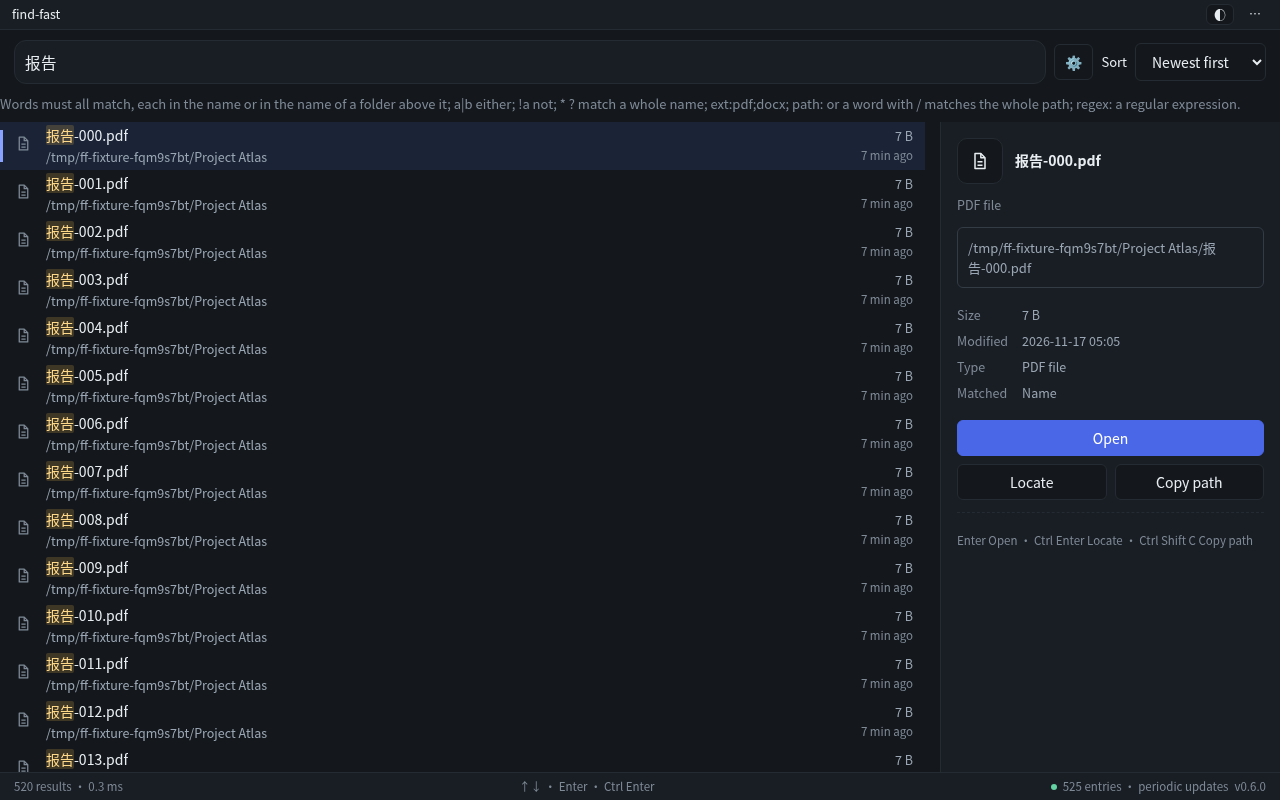 find-fast
报告
Sort
Newest first
Words must all match, each in the name or in the name of a folder above it; a|b either; !a not; * ? match a whole name; ext:pdf;docx; path: or a word with / matches the whole path; regex: a regular expression.
报告-000.pdf 7 B
/tmp/ff-fixture-fqm9s7bt/Project Atlas 7 min ago
报告-001.pdf 7 B
/tmp/ff-fixture-fqm9s7bt/Project Atlas 7 min ago
报告-002.pdf 7 B
/tmp/ff-fixture-fqm9s7bt/Project Atlas 7 min ago
报告-003.pdf 7 B
/tmp/ff-fixture-fqm9s7bt/Project Atlas 7 min ago
报告-004.pdf 7 B
/tmp/ff-fixture-fqm9s7bt/Project Atlas 7 min ago
报告-005.pdf 7 B
/tmp/ff-fixture-fqm9s7bt/Project Atlas 7 min ago
报告-006.pdf 7 B
/tmp/ff-fixture-fqm9s7bt/Project Atlas 7 min ago
报告-007.pdf 7 B
/tmp/ff-fixture-fqm9s7bt/Project Atlas 7 min ago
报告-008.pdf 7 B
/tmp/ff-fixture-fqm9s7bt/Project Atlas 7 min ago
报告-009.pdf 7 B
/tmp/ff-fixture-fqm9s7bt/Project Atlas 7 min ago
报告-010.pdf 7 B
/tmp/ff-fixture-fqm9s7bt/Project Atlas 7 min ago
报告-011.pdf 7 B
/tmp/ff-fixture-fqm9s7bt/Project Atlas 7 min ago
报告-012.pdf 7 B
/tmp/ff-fixture-fqm9s7bt/Project Atlas 7 min ago
报告-013.pdf 7 B
报告-000.pdf
PDF file
/tmp/ff-fixture-fqm9s7bt/Project Atlas/报
告-000.pdf
Size 7 B
Modified 2026-11-17 05:05
Type PDF file
Matched Name
Open
Locate
Copy path
Enter Open • Ctrl Enter Locate • Ctrl Shift C Copy path
520 results • 0.3 ms
↑ ↓ • Enter • Ctrl Enter
525 entries • periodic updates v0.6.0